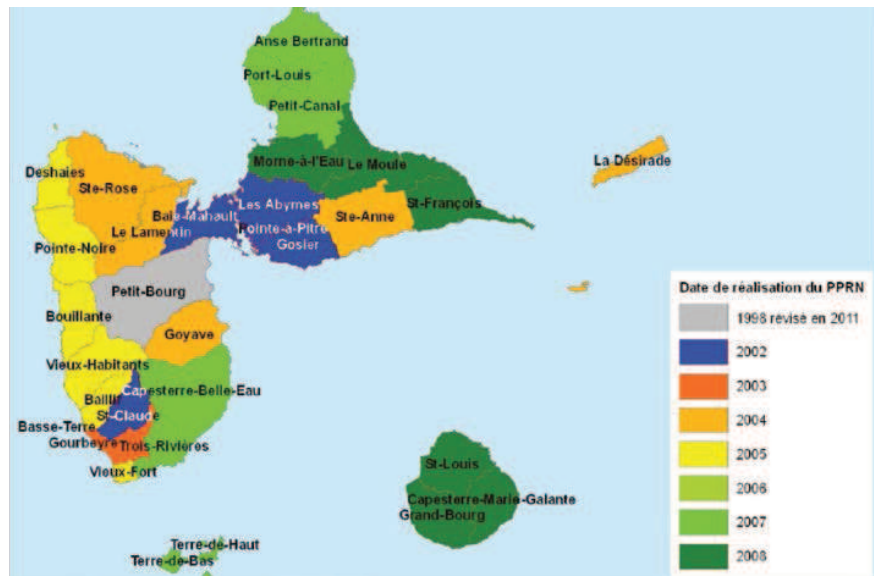 Anse Bertrand
Port-Louis
Petit-Canal
Morne-à-l'Eau
Le Moule
La Désirade
Deshaies
Ste-Rose
Baie-Mahault
Les Abymes
St-François
Ste-Anne
Le Lamentin
Pointe-à-Pitre
Gosier
Pointe-Noire
Petit-Bourg
Bouillante
Goyave
Vieux-Habitants
Capesterre-Belle-Eau
Baillif
St-Claude
Basse-Terre
Gourbeyre
Trois-Rivières
Vieux-Fort
St-Louis
Capesterre-Marie-Galante
Grand-Bourg
Terre-de-Haut
Terre-de-Bas
Date de réalisation du PPRN
1998 révisé en 2011
2002
2003
2004
2005
2006
2007
2008